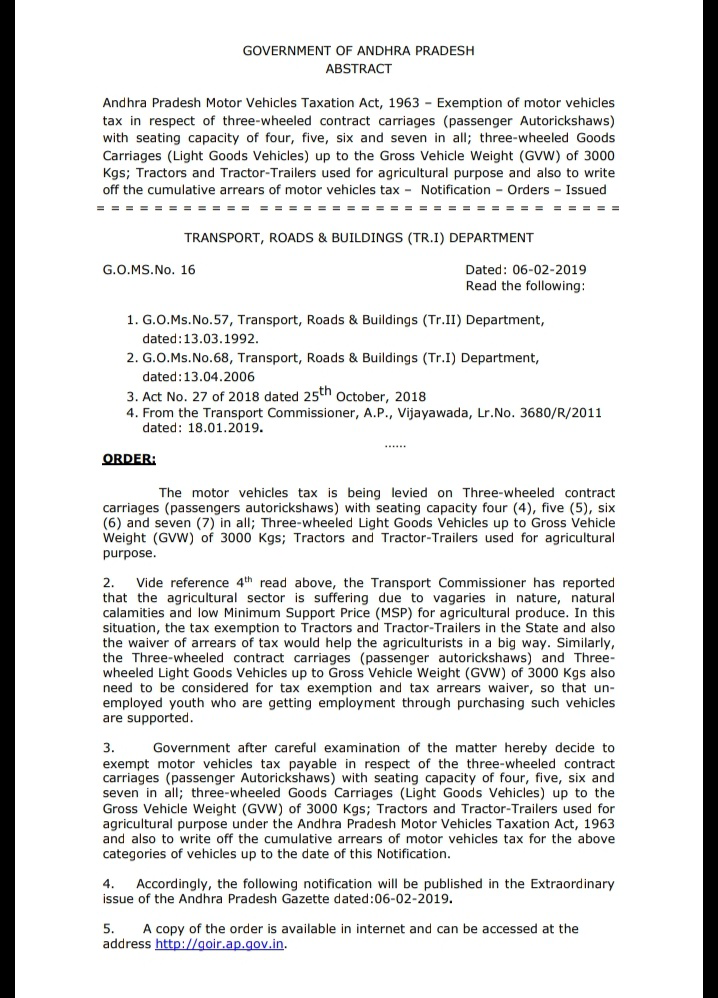 GOVERNMENT OF ANDHRA PRADESH
ABSTRACT
Andhra Pradesh Motor Vehicles Taxation Act, 1963 – Exemption of motor vehicles
tax in respect of three-wheeled contract carriages (passenger Autorickshaws)
with seating capacity of four, five, six and seven in all; three-wheeled Goods
Carriages (Light Goods Vehicles) up to the Gross Vehicle Weight (GVW) of 3000
Kgs; Tractors and Tractor-Trailers used for agricultural purpose and also to write
off the cumulative arrears of motor vehicles tax – Notification – Orders – Issued
= = = = = = = = = = = = = = = = = = = = = = = = = = = = = = = = = = = = =
TRANSPORT, ROADS & BUILDINGS (TR.I) DEPARTMENT
G.O.MS.No. 16 Dated: 06-02-2019
Read the following:
1. G.O.Ms.No.57, Transport, Roads & Buildings (Tr.II) Department,
dated:13.03.1992.
2. G.O.Ms.No.68, Transport, Roads & Buildings (Tr.I) Department,
dated:13.04.2006
3. Act No. 27 of 2018 dated 25th October, 2018
4. From the Transport Commissioner, A.P., Vijayawada, Lr.No. 3680/R/2011
dated: 18.01.2019.
......
ORDER:
The motor vehicles tax is being levied on Three-wheeled contract
carriages (passengers autorickshaws) with seating capacity four (4), five (5), six
(6) and seven (7) in all; Three-wheeled Light Goods Vehicles up to Gross Vehicle
Weight (GVW) of 3000 Kgs; Tractors and Tractor-Trailers used for agricultural
purpose.
2. Vide reference 4th read above, the Transport Commissioner has reported
that the agricultural sector is suffering due to vagaries in nature, natural
calamities and low Minimum Support Price (MSP) for agricultural produce. In this
situation, the tax exemption to Tractors and Tractor-Trailers in the State and also
the waiver of arrears of tax would help the agriculturists in a big way. Similarly,
the Three-wheeled contract carriages (passenger autorickshaws) and Three-
wheeled Light Goods Vehicles up to Gross Vehicle Weight (GVW) of 3000 Kgs also
need to be considered for tax exemption and tax arrears waiver, so that un-
employed youth who are getting employment through purchasing such vehicles
are supported.
3. Government after careful examination of the matter hereby decide to
exempt motor vehicles tax payable in respect of the three-wheeled contract
carriages (passenger Autorickshaws) with seating capacity of four, five, six and
seven in all; three-wheeled Goods Carriages (Light Goods Vehicles) up to the
Gross Vehicle Weight (GVW) of 3000 Kgs; Tractors and Tractor-Trailers used for
agricultural purpose under the Andhra Pradesh Motor Vehicles Taxation Act, 1963
and also to write off the cumulative arrears of motor vehicles tax for the above
categories of vehicles up to the date of this Notification.
4. Accordingly, the following notification will be published in the Extraordinary
issue of the Andhra Pradesh Gazette dated:06-02-2019.
5. A copy of the order is available in internet and can be accessed at the
address http://goir.ap.gov.in.